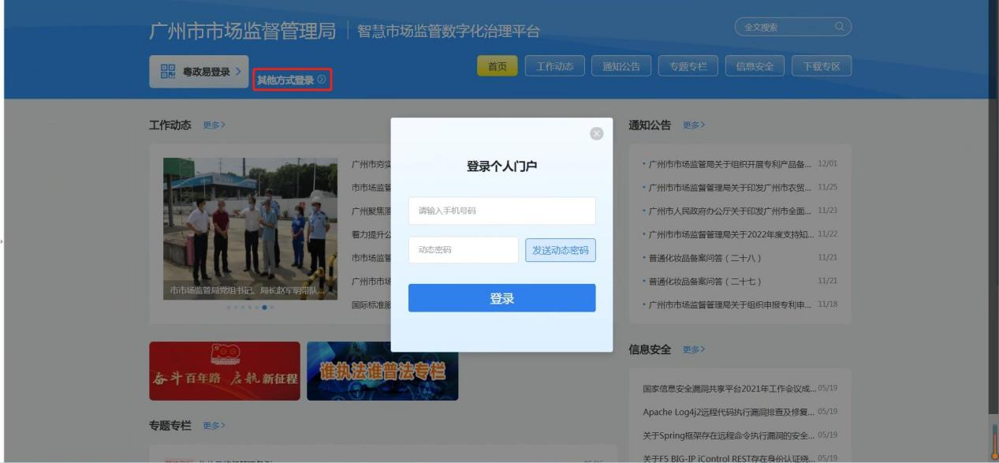 广州市市场监督管理局
智慧市场监管数字化治理平台
全文搜索
粤政易登录
其他方式登录
首页
工作动态
通知公告
专题专栏
信息安全
下载专区
工作动态 更多>
广州市夯实
市市场监管
广州聚焦落
着力提升公
市市场监管
广州市市场
国际标准服
市市场监管局党组书记、局长赵军明带队...
登录个人门户
请输入手机号码
动态密码
发送动态密码
登录
通知公告 更多>
广州市市场监管局关于组织开展专利产品备... 12/01
广州市市场监督管理局关于印发广州市农贸... 11/25
广州市人民政府办公厅关于印发广州市全面... 11/23
广州市市场监督管理局关于2022年度支持知... 11/22
普通化妆品备案问答（二十八） 11/21
普通化妆品备案问答（二十七） 11/21
广州市市场监督管理局关于组织申报专利申... 11/18
奋斗百年路 启航新征程
谁执法谁普法专栏
信息安全 更多>
国家信息安全漏洞共享平台2021年工作会议成... 05/19
Apache Log4j2远程代码执行漏洞排查及修复... 05/19
关于Spring框架存在远程命令执行漏洞的安全... 05/19
关于F5 BIG-IP iControl REST存在身份认证绕... 05/19
专题专栏 更多>